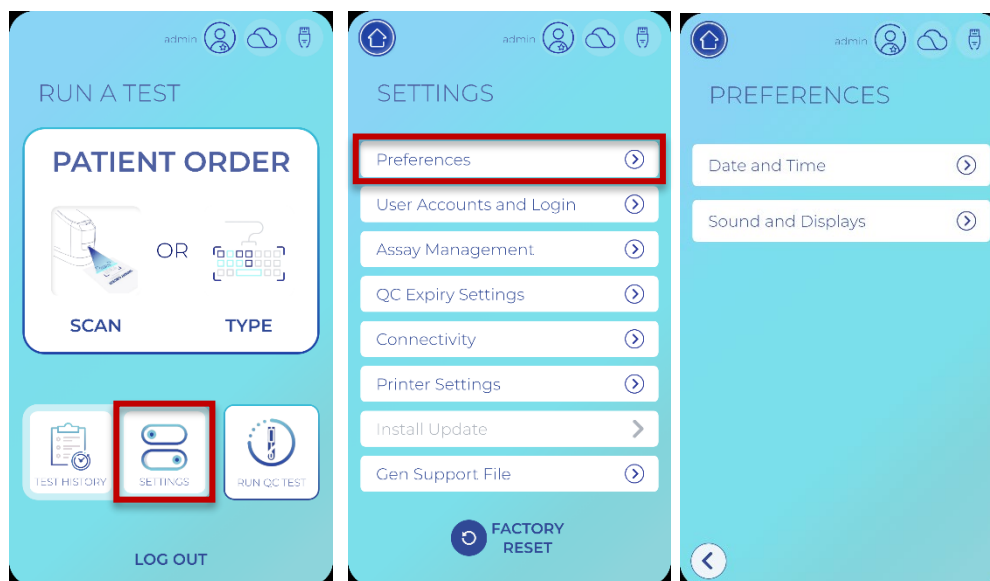 admin
RUN A TEST
PATIENT ORDER
OR
SCAN
TYPE
TEST HISTORY
SETTINGS
RUN QC TEST
LOG OUT
admin
SETTINGS
Preferences
User Accounts and Login
Assay Management
QC Expiry Settings
Connectivity
Printer Settings
Install Update
Gen Support File
FACTORY
RESET
admin
PREFERENCES
Date and Time
Sound and Displays